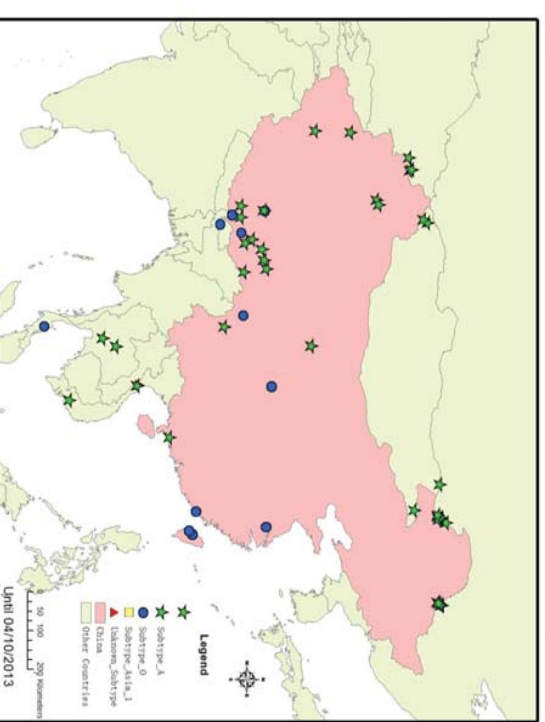 Legend
Subtype_A
Subtype_O
Subtype_Asia_1
Unknown_Subtype
China
Other Countries
0 50 100 200 Kilometers
Until 04/10/2013